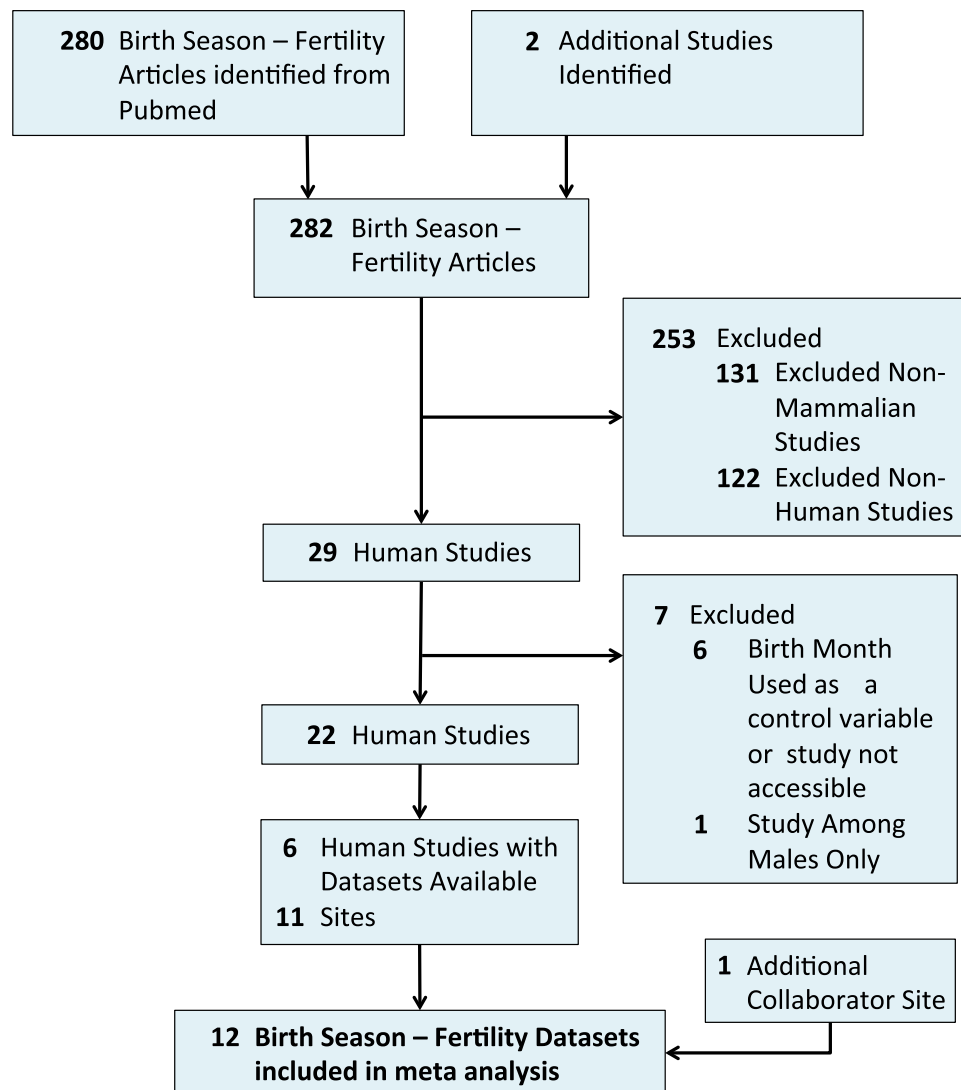 280 Birth Season – Fertility
Articles identified from
Pubmed
2 Additional Studies
Identified
282 Birth Season –
Fertility Articles
253 Excluded
131 Excluded Non-
Mammalian
Studies
122 Excluded Non-
Human Studies
29 Human Studies
7 Excluded
6 Birth Month
Used as a
control variable
or study not
accessible
1 Study Among
Males Only
22 Human Studies
6 Human Studies with
Datasets Available
11 Sites
1 Additional
Collaborator Site
12 Birth Season – Fertility Datasets
included in meta analysis